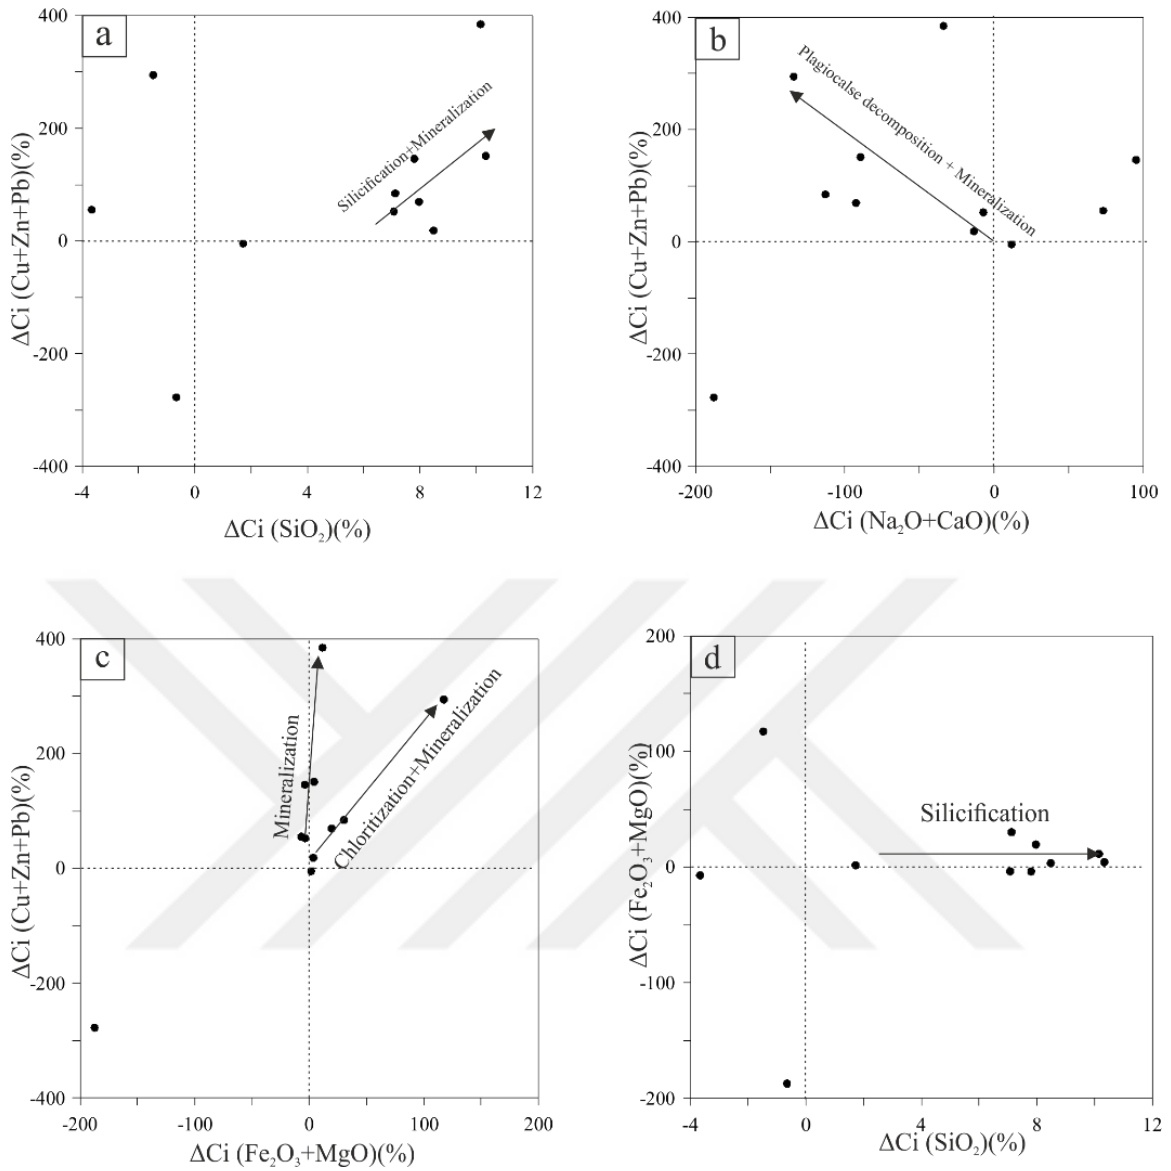 a
400
200
0
-200
-400
-4
0
4
8
12
ΔCi (Cu+Zn+Pb)(%)
ΔCi (SiO₂)(%)
Silicification+Mineralization
b
400
200
0
-200
-400
-200
-100
0
100
ΔCi (Cu+Zn+Pb)(%)
ΔCi (Na₂O+CaO)(%)
Plagiocalse decomposition + Mineralization
c
400
200
0
-200
-400
-200
-100
0
100
200
ΔCi (Cu+Zn+Pb)(%)
ΔCi (Fe₂O₃+MgO)(%)
Mineralization
Chloritization+Mineralization
d
200
100
0
-100
-200
-4
0
4
8
12
ΔCi (Fe₂O₃+MgO)(%)
ΔCi (SiO₂)(%)
Silicification